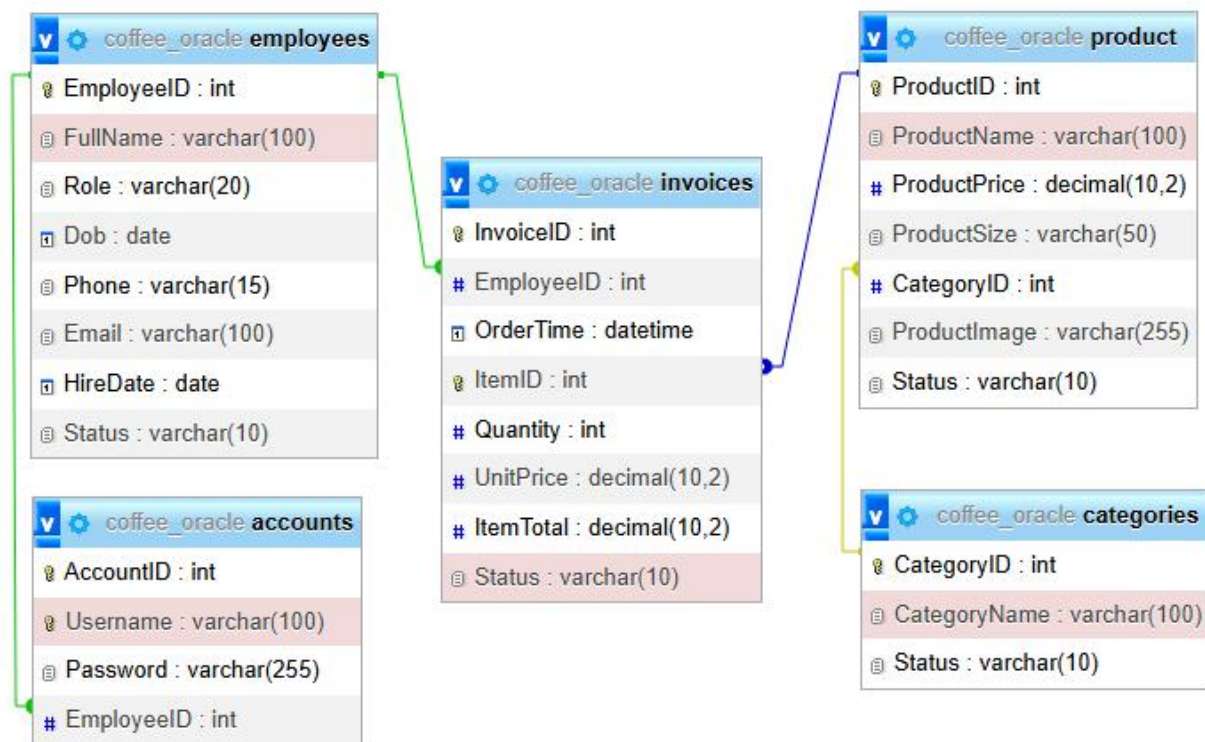 coffee_oracle employees
EmployeeID : int
FullName : varchar(100)
Role : varchar(20)
Dob : date
Phone : varchar(15)
Email : varchar(100)
HireDate : date
Status : varchar(10)
coffee_oracle accounts
AccountID : int
Username : varchar(100)
Password : varchar(255)
EmployeeID : int
coffee_oracle invoices
InvoiceID : int
EmployeeID : int
OrderTime : datetime
ItemID : int
Quantity : int
UnitPrice : decimal(10,2)
ItemTotal : decimal(10,2)
Status : varchar(10)
coffee_oracle product
ProductID : int
ProductName : varchar(100)
ProductPrice : decimal(10,2)
ProductSize : varchar(50)
CategoryID : int
ProductImage : varchar(255)
Status : varchar(10)
coffee_oracle categories
CategoryID : int
CategoryName : varchar(100)
Status : varchar(10)